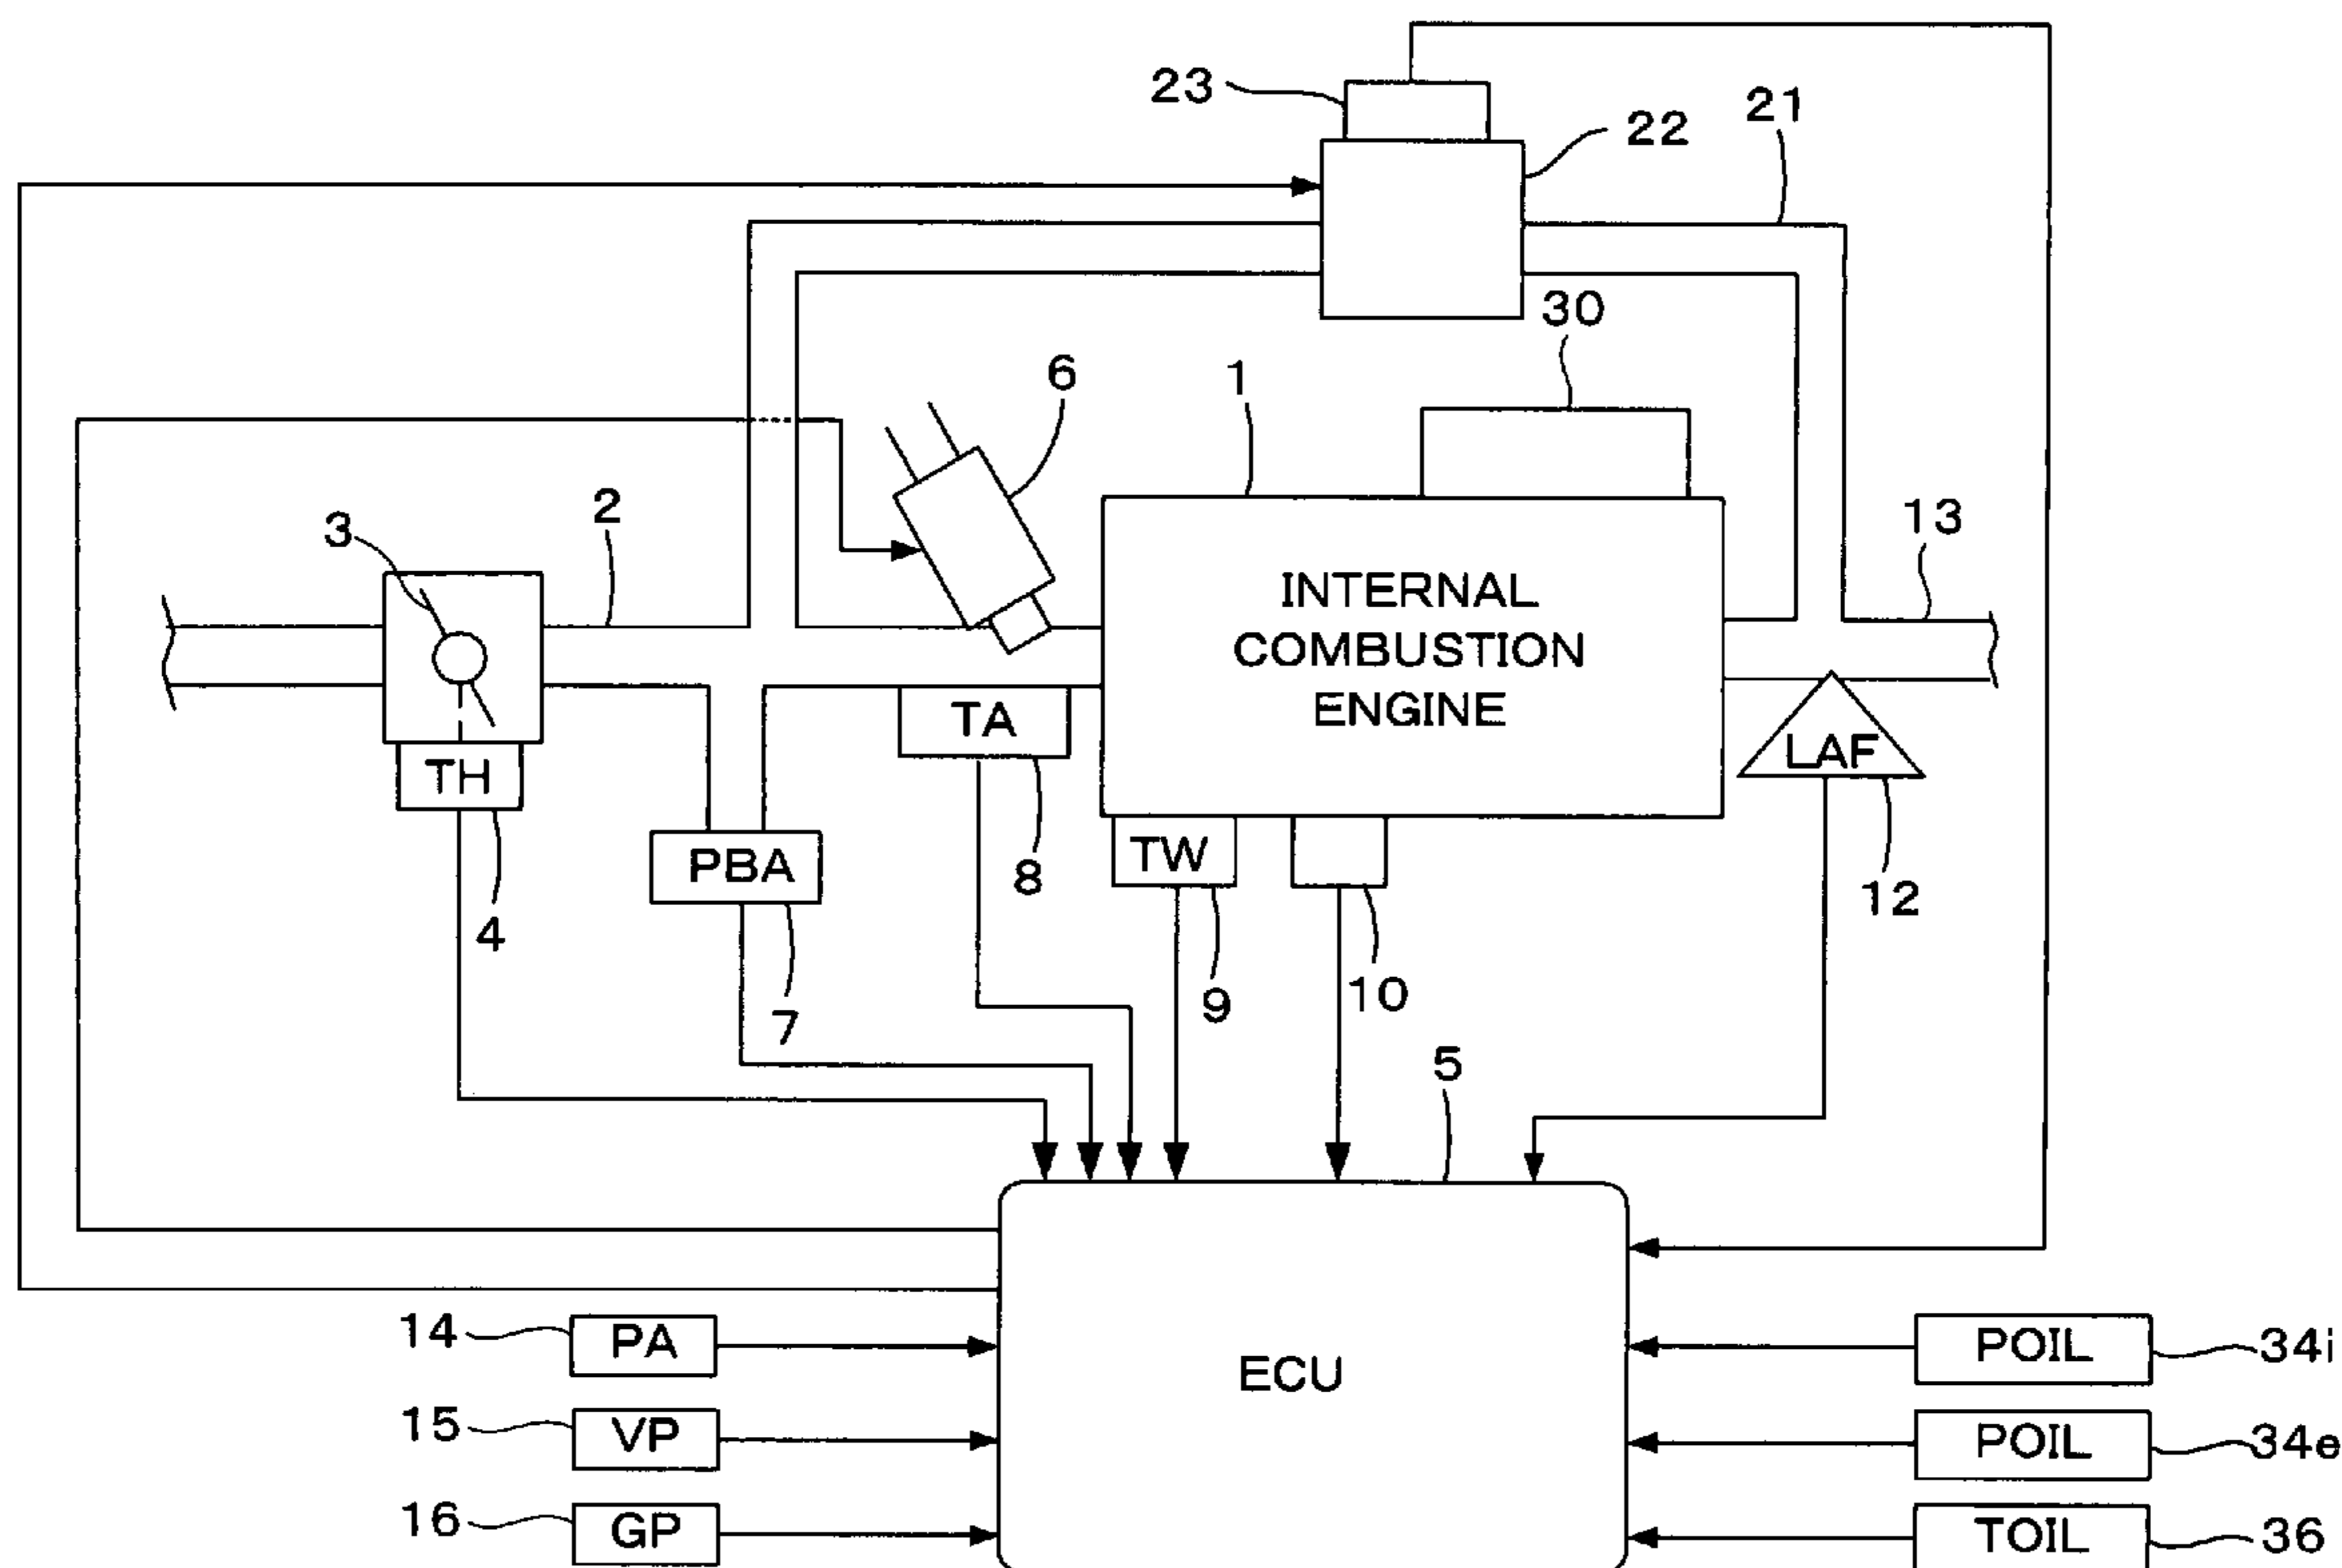 23
21
22
30
6
1
2
3
13
INTERNAL
COMBUSTION
ENGINE
TA
TH
LAF
PBA
TW
8
12
4
9
10
7
5
14
PA
POIL
34i
ECU
15
VP
POIL
34e
16
GP
TOIL
36